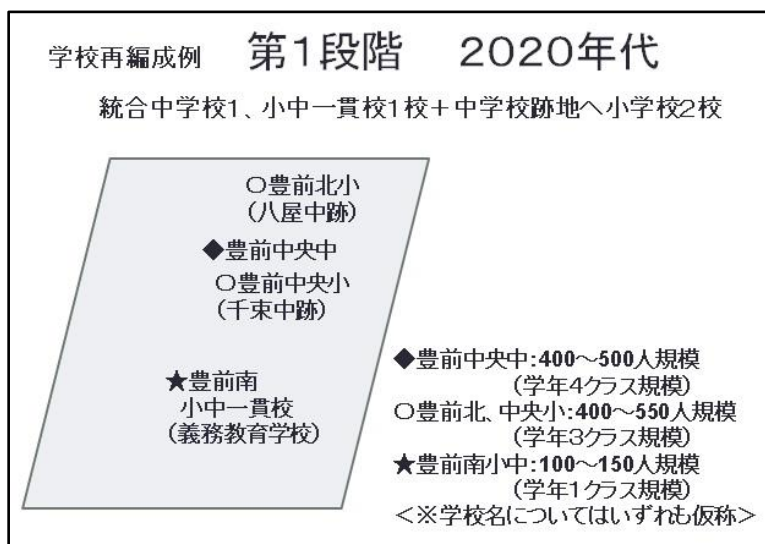 学校再編成例 第1段階 2020年代
統合中学校1、小中一貫校1校＋中学校跡地へ小学校2校
○豊前北小
(八屋中跡)
◆豊前中央中
○豊前中央小
(千束中跡)
★豊前南
小中一貫校
(義務教育学校)
◆豊前中央中:400～500人規模
(学年4クラス規模)
○豊前北、中央小:400～550人規模
(学年3クラス規模)
★豊前南小中:100～150人規模
(学年1クラス規模)
＜※学校名についてはいずれも仮称＞